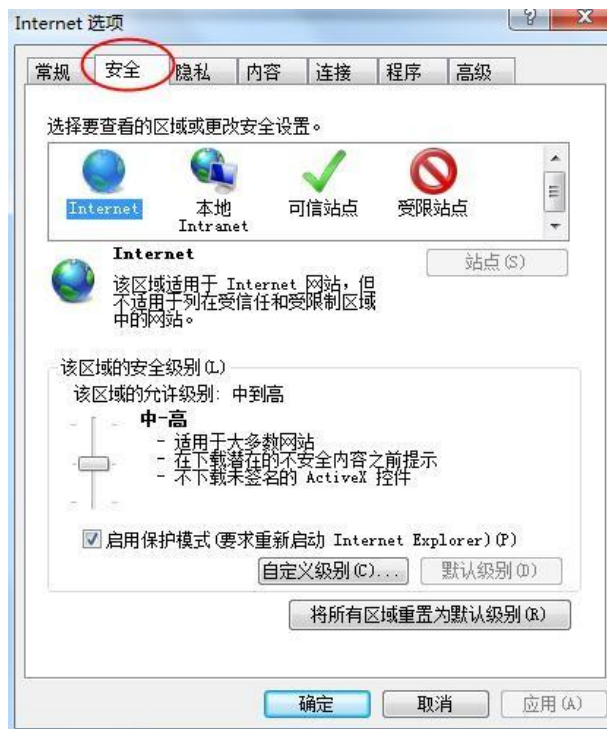 Internet 选项
常规 安全 隐私 内容 连接 程序 高级
选择要查看的区域或更改安全设置。
Internet
本地
Intranet
可信站点
受限站点
Internet
站点(S)
该区域适用于 Internet 网站，但
不适用于列在受信任和受限制区域
中的网站。
该区域的安全级别(L)
该区域的允许级别: 中到高
中-高
- 适用于大多数网站
- 在下载潜在的不安全内容之前提示
- 不下载未签名的 ActiveX 控件
启用保护模式(要求重新启动 Internet Explorer)(P)
自定义级别(C)... 默认级别(D)
将所有区域重置为默认级别(R)
确定 取消 应用(A)